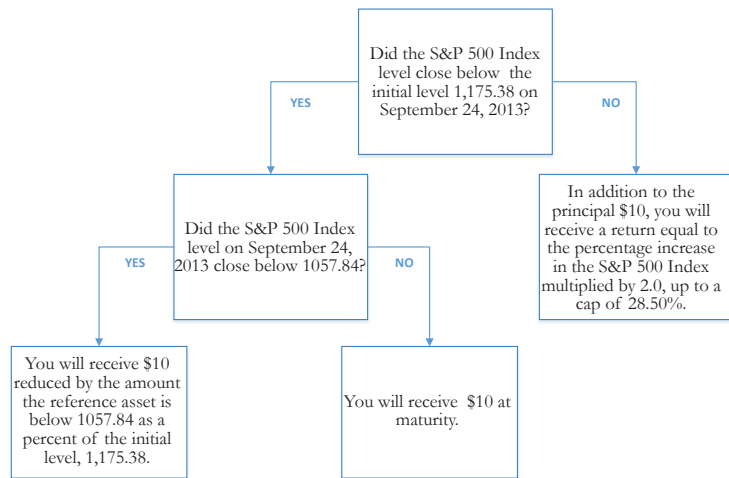 Did the S&P 500 Index
level close below the
initial level 1,175.38 on
September 24, 2013?
YES
NO
Did the S&P 500 Index
level on September 24,
2013 close below 1057.84?
In addition to the
principal $10, you will
receive a return equal to
the percentage increase
in the S&P 500 Index
multiplied by 2.0, up to a
cap of 28.50%.
YES
NO
You will receive $10
reduced by the amount
the reference asset is
below 1057.84 as a
percent of the initial
level, 1,175.38.
You will receive $10 at
maturity.